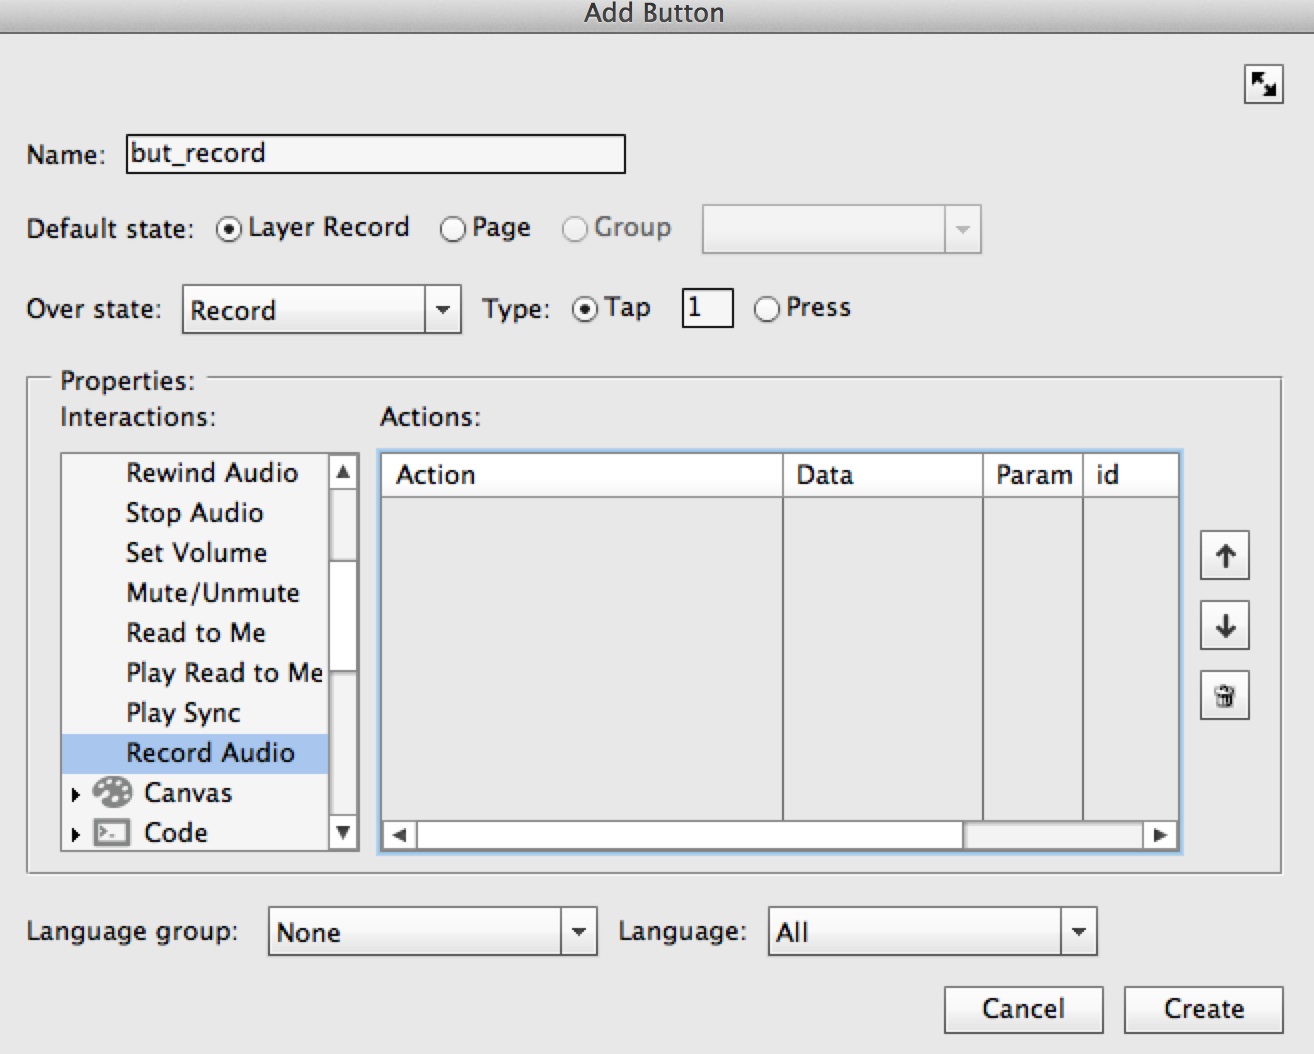 Add Button
Name: but_record
Default state: Layer Record Page Group
Over state: Record Type: Tap 1 Press
Properties:
Interactions: Actions:
Rewind Audio
Stop Audio
Set Volume
Mute/Unmute
Read to Me
Play Read to Me
Play Sync
Record Audio
Canvas
Code
Action Data Param id
Language group: None Language: All
Cancel Create